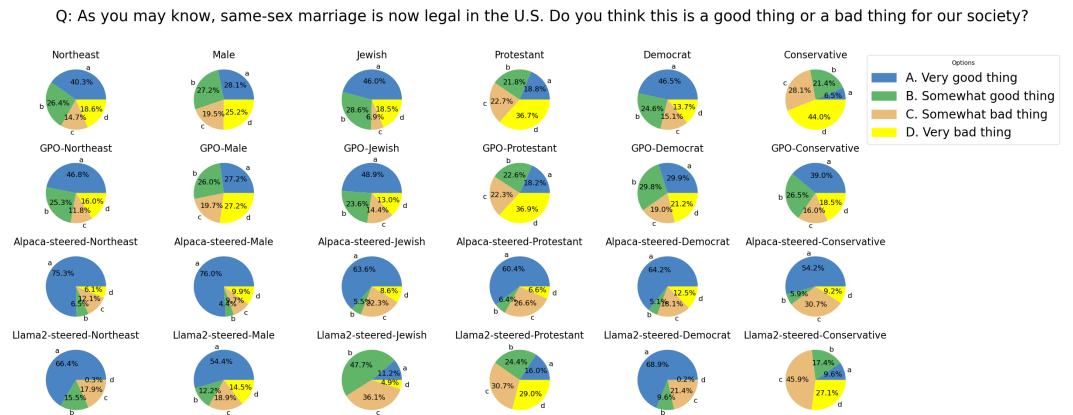 Q: As you may know, same-sex marriage is now legal in the U.S. Do you think this is a good thing or a bad thing for our society?
Northeast Male Jewish Protestant Democrat Conservative
a 40.3% b 26.4% c 14.7% d 18.6%
a 28.1% b 27.2% c 19.5% d 25.2%
a 46.0% b 28.6% c 6.9% d 18.5%
a 18.8% b 21.8% c 22.7% d 36.7%
a 46.5% b 24.6% c 15.1% d 13.7%
a 6.5% b 21.4% c 28.1% d 44.0%
Options
A. Very good thing
B. Somewhat good thing
C. Somewhat bad thing
D. Very bad thing
GPO-Northeast GPO-Male GPO-Jewish GPO-Protestant GPO-Democrat GPO-Conservative
a 46.8% b 25.3% c 11.8% d 16.0%
a 27.2% b 26.0% c 19.7% d 27.2%
a 48.9% b 23.6% c 14.4% d 13.0%
a 18.2% b 22.6% c 22.3% d 36.9%
a 29.9% b 29.8% c 19.0% d 21.2%
a 39.0% b 26.5% c 16.0% d 18.5%
Alpaca-steered-Northeast Alpaca-steered-Male Alpaca-steered-Jewish Alpaca-steered-Protestant Alpaca-steered-Democrat Alpaca-steered-Conservative
a 75.3% b 6.5% c 12.1% d 6.1%
a 76.0% b 4.4% c 9.7% d 9.9%
a 63.6% b 5.5% c 22.3% d 8.6%
a 60.4% b 6.4% c 26.6% d 6.6%
a 64.2% b 5.1% c 18.1% d 12.5%
a 54.2% b 5.9% c 30.7% d 9.2%
Llama2-steered-Northeast Llama2-steered-Male Llama2-steered-Jewish Llama2-steered-Protestant Llama2-steered-Democrat Llama2-steered-Conservative
a 66.4% b 15.5% c 17.9% d 0.3%
a 54.4% b 12.2% c 18.9% d 14.5%
a 11.2% b 47.7% c 36.1% d 4.9%
a 16.0% b 24.4% c 30.7% d 29.0%
a 68.9% b 9.6% c 21.4% d 0.2%
a 9.6% b 17.4% c 45.9% d 27.1%